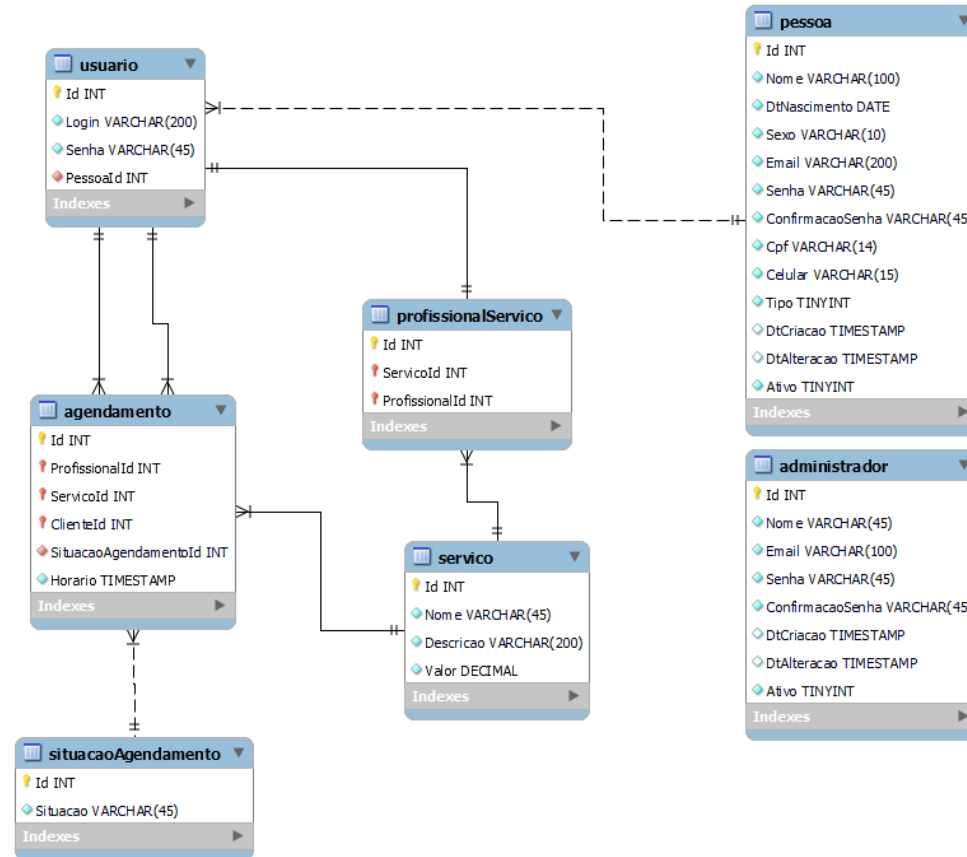 usuario
Id INT
Login VARCHAR(200)
Senha VARCHAR(45)
PessoaId INT
Indexes
pessoa
Id INT
Nome VARCHAR(100)
DtNascimento DATE
Sexo VARCHAR(10)
Email VARCHAR(200)
Senha VARCHAR(45)
ConfirmacaoSenha VARCHAR(45
Cpf VARCHAR(14)
Celular VARCHAR(15)
Tipo TINYINT
DtCriacao TIMESTAMP
DtAlteracao TIMESTAMP
Ativo TINYINT
Indexes
profissionalServico
Id INT
ServicoId INT
ProfissionalId INT
Indexes
agendamento
Id INT
ProfissionalId INT
ServicoId INT
ClienteId INT
SituacaoAgendamentoId INT
Horario TIMESTAMP
Indexes
administrador
Id INT
Nome VARCHAR(45)
Email VARCHAR(100)
Senha VARCHAR(45)
ConfirmacaoSenha VARCHAR(45
DtCriacao TIMESTAMP
DtAlteracao TIMESTAMP
Ativo TINYINT
Indexes
servico
Id INT
Nome VARCHAR(45)
Descricao VARCHAR(200)
Valor DECIMAL
Indexes
situacaoAgendamento
Id INT
Situacao VARCHAR(45)
Indexes